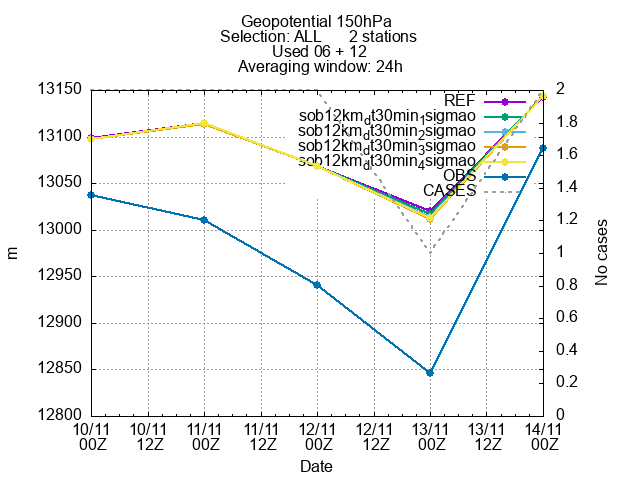 Geopotential 150hPa
Selection: ALL 2 stations
Used 06 + 12
Averaging window: 24h
13150
13100
13050
13000
12950
12900
12850
12800
m
2
1.8
1.6
1.4
1.2
1
0.8
0.6
0.4
0.2
0
No cases
REF
sob12km_dt30min_1sigmao
sob12km_dt30min_2sigmao
sob12km_dt30min_3sigmao
sob12km_dt30min_4sigmao
OBS
CASES
10/11 10/11 11/11 11/11 12/11 12/11 13/11 13/11 14/11
00Z 12Z 00Z 12Z 00Z 12Z 00Z 12Z 00Z
Date